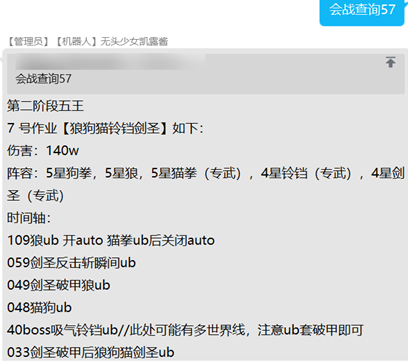 会战查询57
【管理员】【机器人】无头少女凯露酱
会战查询57
第二阶段五王
7 号作业【狼狗猫铃铛剑圣】如下：
伤害：140w
阵容：5星狗拳，5星狼，5星猫拳（专武），4星铃铛（专武），4星剑
圣（专武）
时间轴：
109狼ub 开auto 猫拳ub后关闭auto
059剑圣反击斩瞬间ub
049剑圣破甲狼ub
048猫狗ub
40boss吸气铃铛ub//此处可能有多世界线，注意ub套破甲即可
033剑圣破甲后狼狗猫剑圣ub